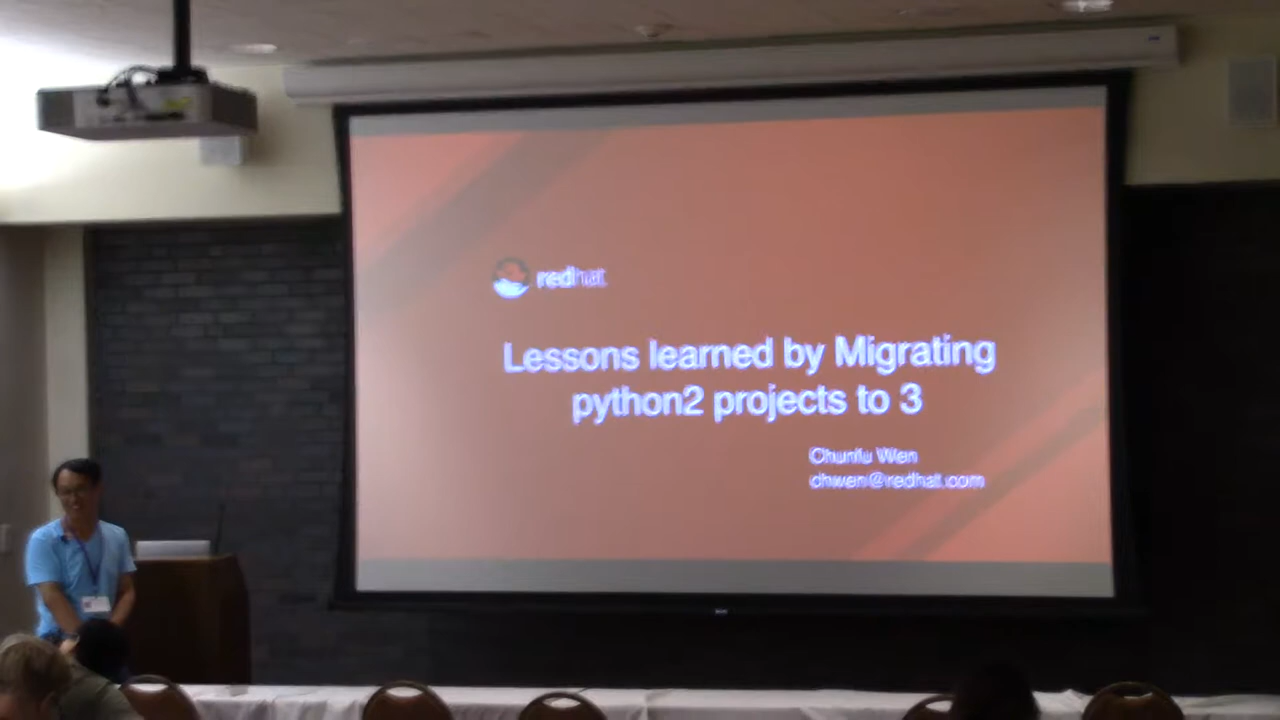 redhat
Lessons learned by Migrating
python2 projects to 3
Chunfu Wen
chwen@redhat.com